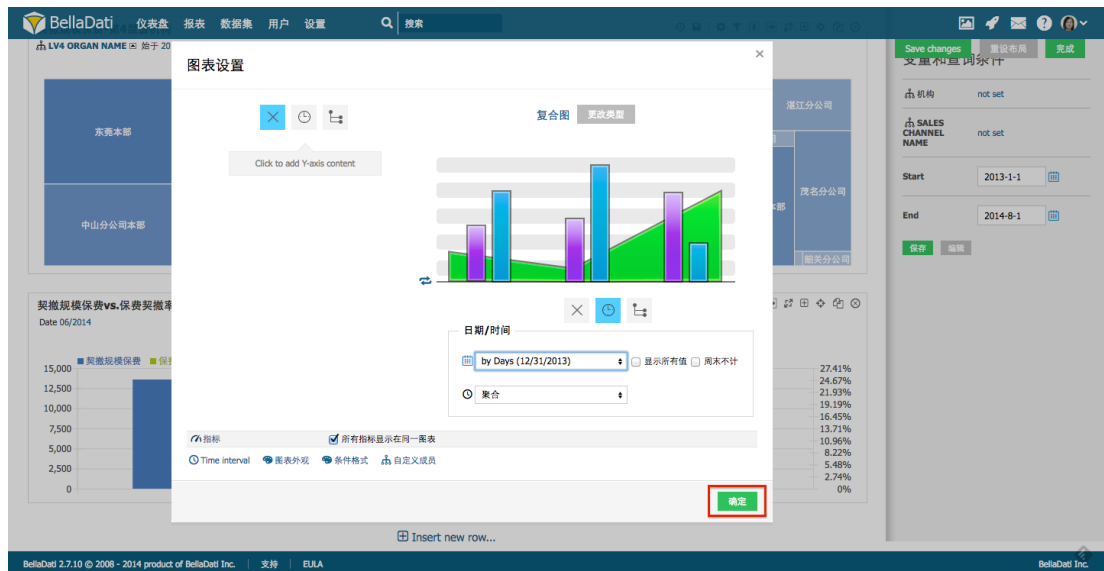 BellaDati 仪表盘 报表 数据集 用户 设置 搜索
LV4 ORGAN NAME 始于 20
东莞本部
中山分公司本部
湛江分公司
茂名分公司
本部
韶关分公司
Save changes 重设布局 完成
变量和查询条件
机构 not set
SALES CHANNEL NAME not set
Start 2013-1-1
End 2014-8-1
保存 编辑
图表设置
Click to add Y-axis content
复合图 更改类型
日期/时间
by Days (12/31/2013) 显示所有值 周末不计
聚合
指标 所有指标显示在同一图表
Time interval 图表外观 条件格式 自定义成员
确定
契撤规模保费vs.保费契撤率
Date 06/2014
契撤规模保费 保费
15,000
12,500
10,000
7,500
5,000
2,500
0
27.41%
24.67%
21.93%
19.19%
16.45%
13.71%
10.96%
8.22%
5.48%
2.74%
0%
Insert new row...
BellaDati 2.7.10 © 2008 - 2014 product of BellaDati Inc. 支持 EULA
BellaDati Inc.